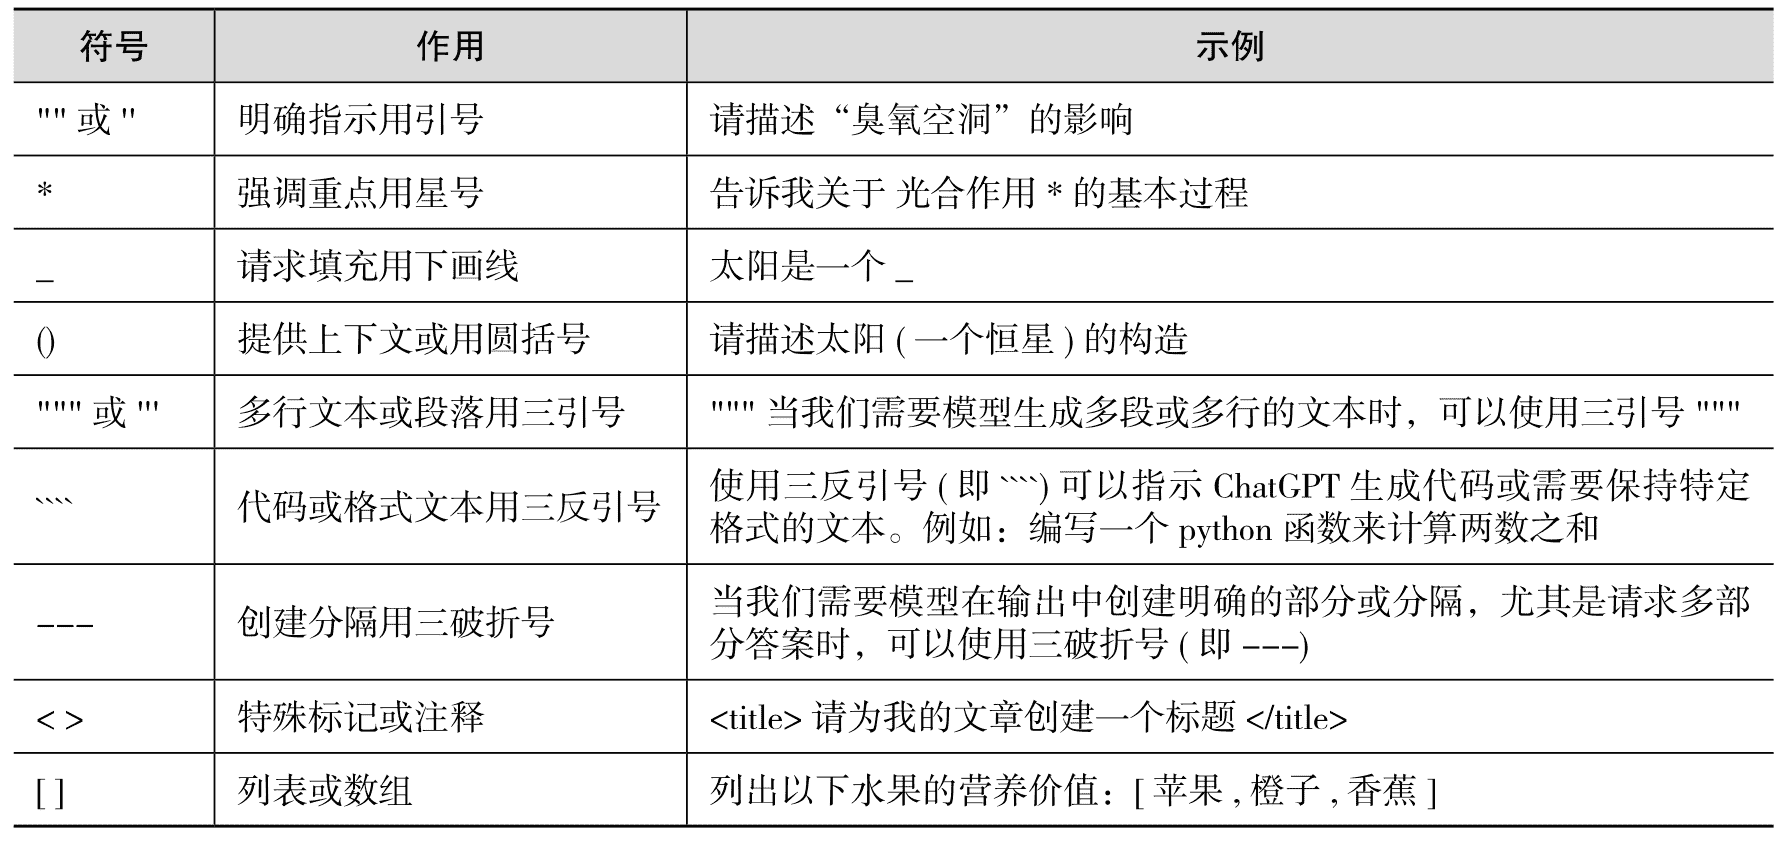 符号 作用 示例
"" 或 '' 明确指示用引号 请描述“臭氧空洞”的影响
* 强调重点用星号 告诉我关于 光合作用 * 的基本过程
_ 请求填充用下画线 太阳是一个 _
() 提供上下文或用圆括号 请描述太阳 ( 一个恒星 ) 的构造
""" 或 ''' 多行文本或段落用三引号 """ 当我们需要模型生成多段或多行的文本时，可以使用三引号 """
```` 代码或格式文本用三反引号 使用三反引号 ( 即 ````) 可以指示 ChatGPT 生成代码或需要保持特定
格式的文本。例如：编写一个 python 函数来计算两数之和
--- 创建分隔用三破折号 当我们需要模型在输出中创建明确的部分或分隔，尤其是请求多部
分答案时，可以使用三破折号 ( 即 ---)
< > 特殊标记或注释 <title> 请为我的文章创建一个标题 </title>
[ ] 列表或数组 列出以下水果的营养价值：[ 苹果 , 橙子 , 香蕉 ]